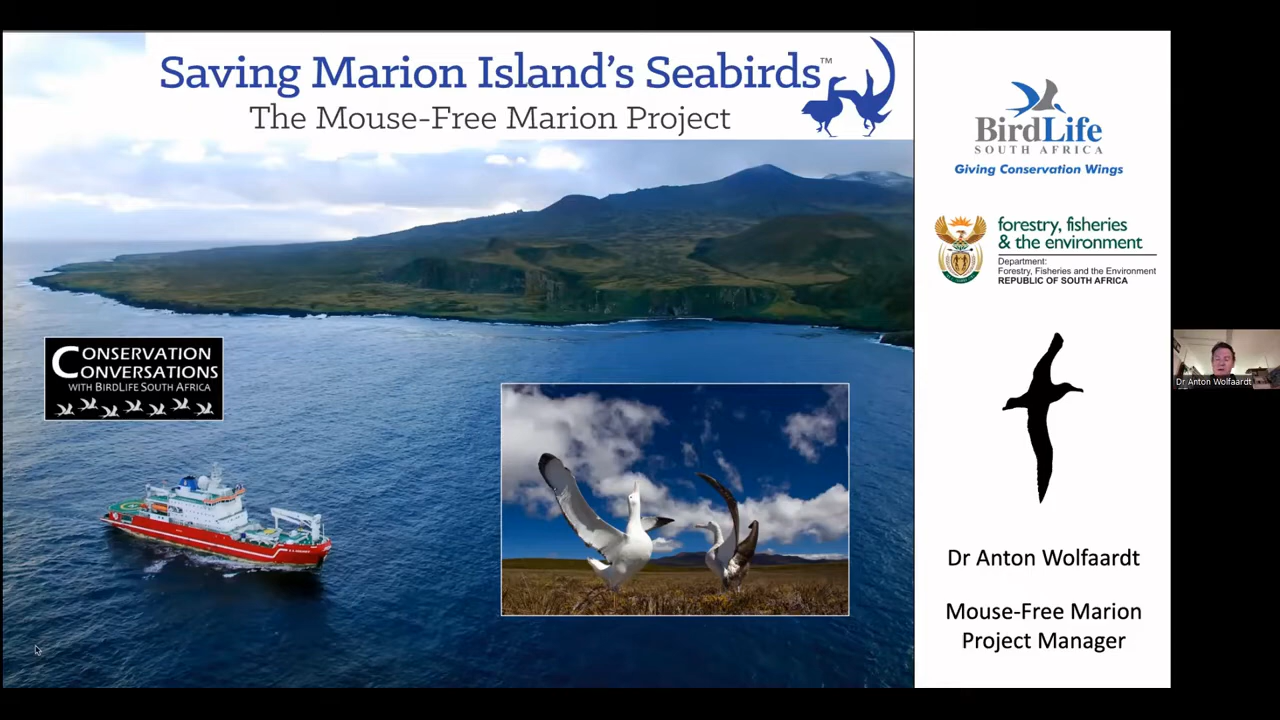 Saving Marion Island's Seabirds™
The Mouse-Free Marion Project
CONSERVATION
CONVERSATIONS
WITH BIRDLIFE SOUTH AFRICA
BirdLife
SOUTH AFRICA
Giving Conservation Wings
forestry, fisheries
& the environment
Department:
Forestry, Fisheries and the Environment
REPUBLIC OF SOUTH AFRICA
Dr Anton Wolfaardt
Mouse-Free Marion
Project Manager
Dr Anton Wolfaardt